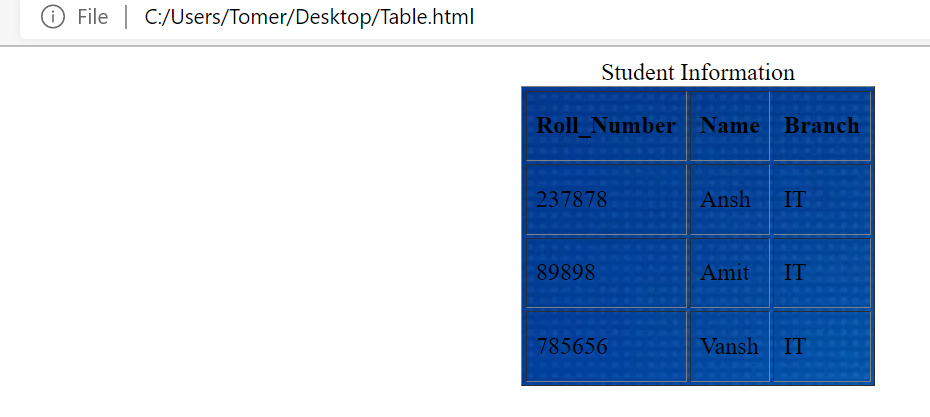 File | C:/Users/Tomer/Desktop/Table.html
Student Information
Roll_Number Name Branch
237878 Ansh IT
89898 Amit IT
785656 Vansh IT